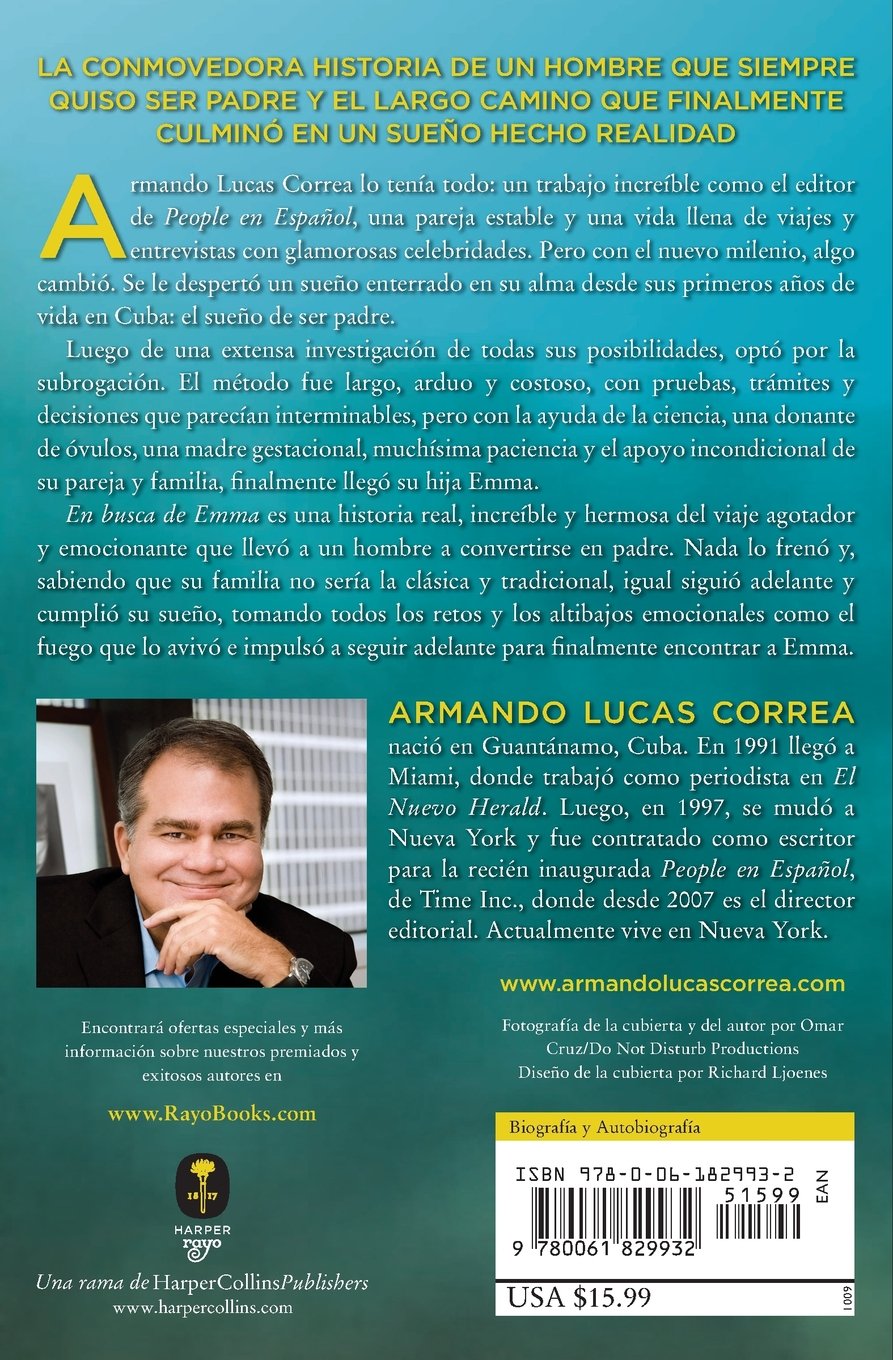 LA CONMOVEDORA HISTORIA DE UN HOMBRE QUE SIEMPRE
QUISO SER PADRE Y EL LARGO CAMINO QUE FINALMENTE
CULMINÓ EN UN SUEÑO HECHO REALIDAD
Armando Lucas Correa lo tenía todo: un trabajo increíble como el editor
de People en Español, una pareja estable y una vida llena de viajes y
entrevistas con glamorosas celebridades. Pero con el nuevo milenio, algo
cambió. Se le despertó un sueño enterrado en su alma desde sus primeros años de
vida en Cuba: el sueño de ser padre.
Luego de una extensa investigación de todas sus posibilidades, optó por la
subrogación. El método fue largo, arduo y costoso, con pruebas, trámites y
decisiones que parecían interminables, pero con la ayuda de la ciencia, una donante
de óvulos, una madre gestacional, muchísima paciencia y el apoyo incondicional de
su pareja y familia, finalmente llegó su hija Emma.
En busca de Emma es una historia real, increíble y hermosa del viaje agotador
y emocionante que llevó a un hombre a convertirse en padre. Nada lo frenó y,
sabiendo que su familia no sería la clásica y tradicional, igual siguió adelante y
cumplió su sueño, tomando todos los retos y los altibajos emocionales como el
fuego que lo avivó e impulsó a seguir adelante para finalmente encontrar a Emma.
ARMANDO LUCAS CORREA
nació en Guantánamo, Cuba. En 1991 llegó a
Miami, donde trabajó como periodista en El
Nuevo Herald. Luego, en 1997, se mudó a
Nueva York y fue contratado como escritor
para la recién inaugurada People en Español,
de Time Inc., donde desde 2007 es el director
editorial. Actualmente vive en Nueva York.
www.armandolucascorrea.com
Fotografía de la cubierta y del autor por Omar
Cruz/Do Not Disturb Productions
Diseño de la cubierta por Richard Ljoenes
Encontrará ofertas especiales y más
información sobre nuestros premiados y
exitosos autores en
www.RayoBooks.com
18 17
HARPER
rayo
Una rama de HarperCollinsPublishers
www.harpercollins.com
Biografía y Autobiografía
ISBN 978-0-06-182993-2
51599
EAN
9 780061 829932
USA $15.99
1009